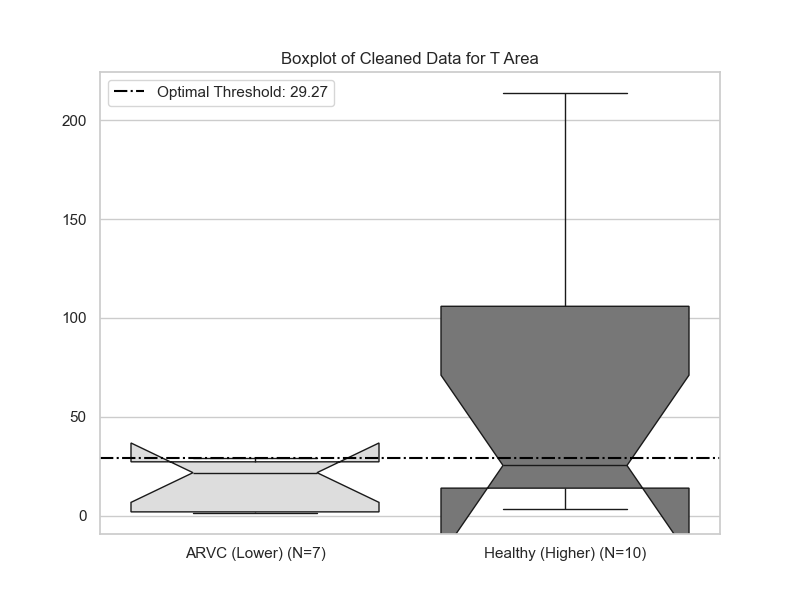 Boxplot of Cleaned Data for T Area
Optimal Threshold: 29.27
200
150
100
50
0
ARVC (Lower) (N=7)
Healthy (Higher) (N=10)